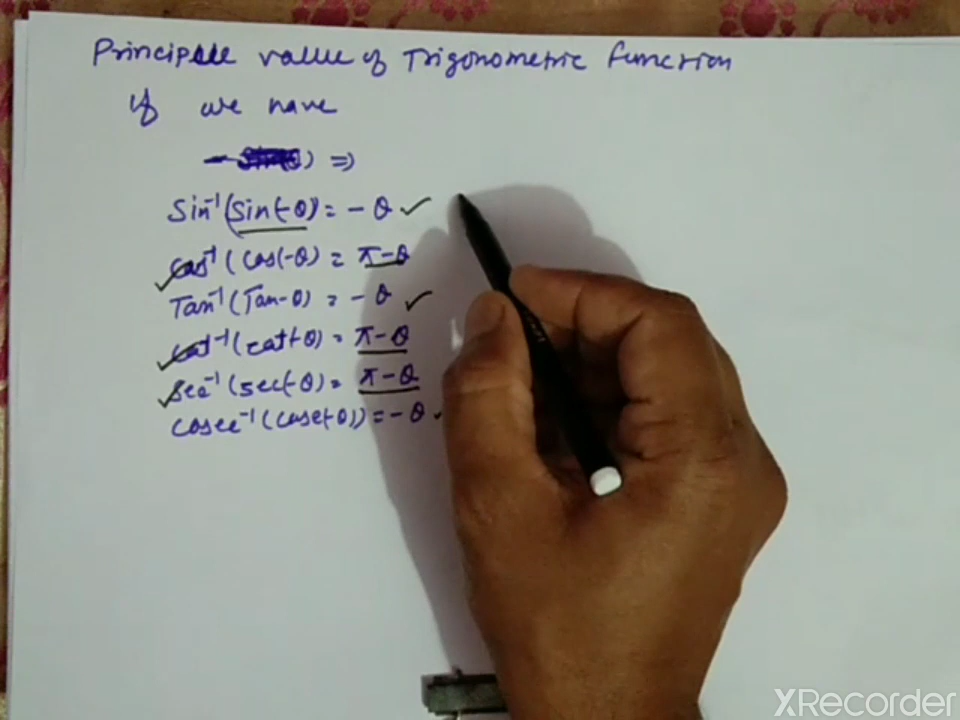 Principle value of Trigonometric function
If we have
⇒
Sin⁻¹(sin(-θ) = -θ ✓
Cos⁻¹(cos(-θ) = π-θ
Tan⁻¹(Tan-θ) = -θ ✓
cot⁻¹(cot(-θ) = π-θ
Sec⁻¹(sec(-θ) = π-θ
cosec⁻¹(cosec(-θ)) = -θ
XRecorder